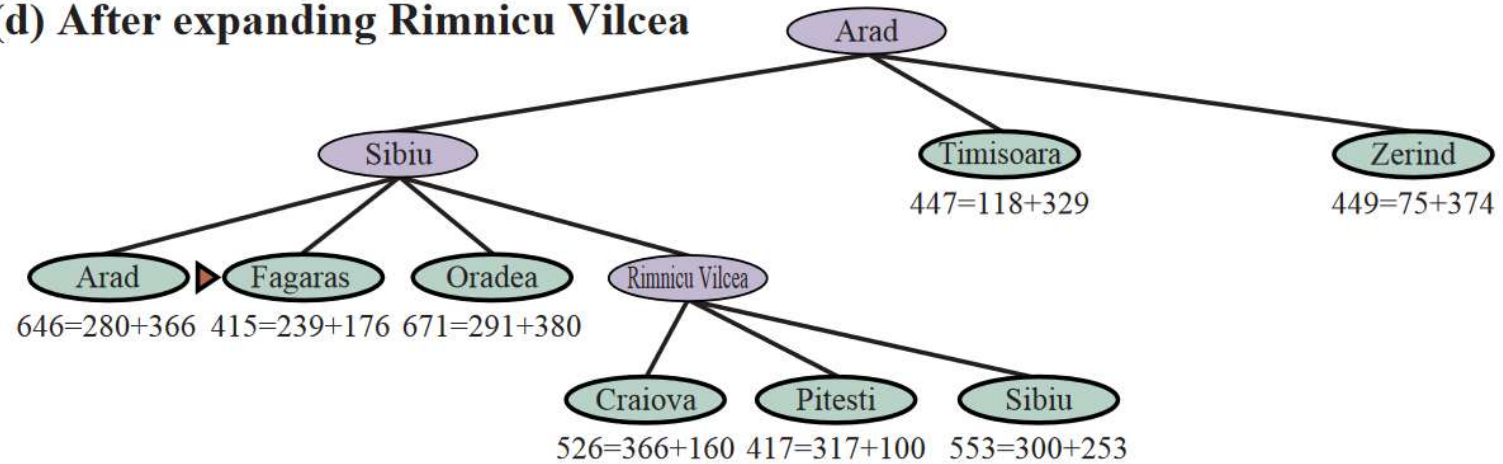 (d) After expanding Rimnicu Vilcea
Arad
Sibiu
Timisoara
Zerind
447=118+329
449=75+374
Arad
Fagaras
Oradea
Rimnicu Vilcea
646=280+366
415=239+176
671=291+380
Craiova
Pitesti
Sibiu
526=366+160
417=317+100
553=300+253